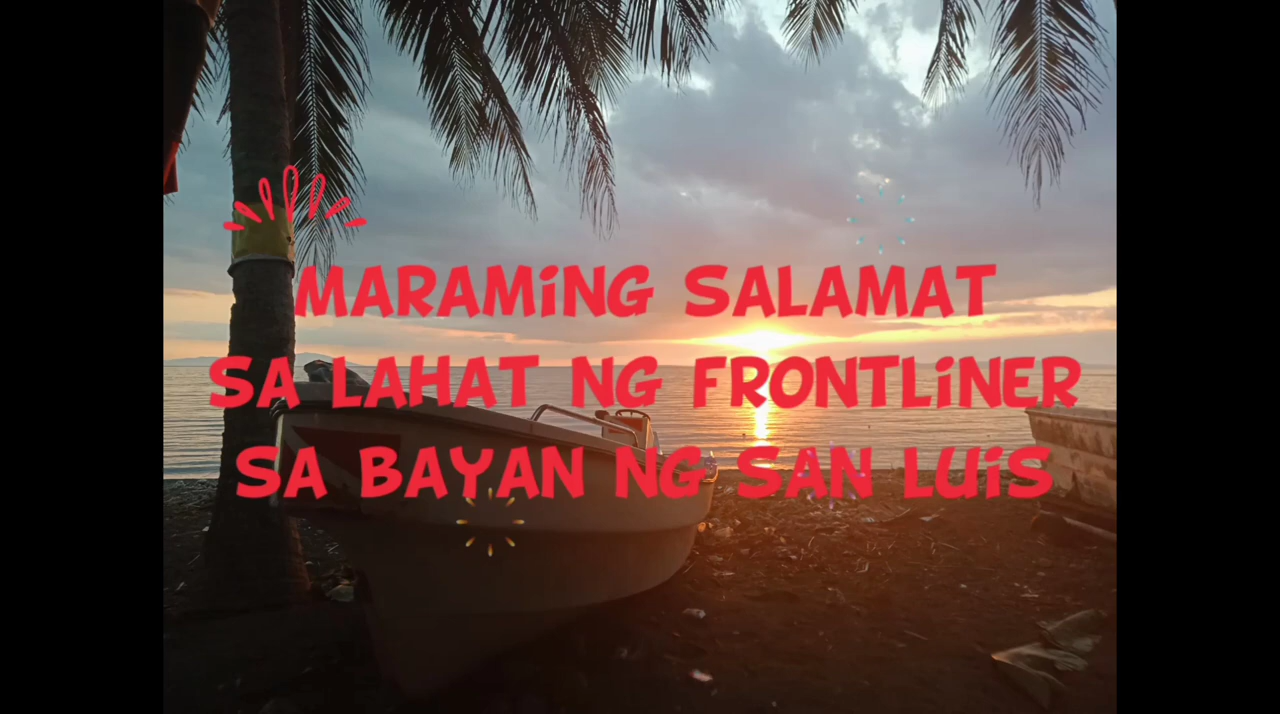 MARAMiNG SALAMAT
SA LAHAT NG FRONTLiNER
SA BAYAN NG SAN LUiS